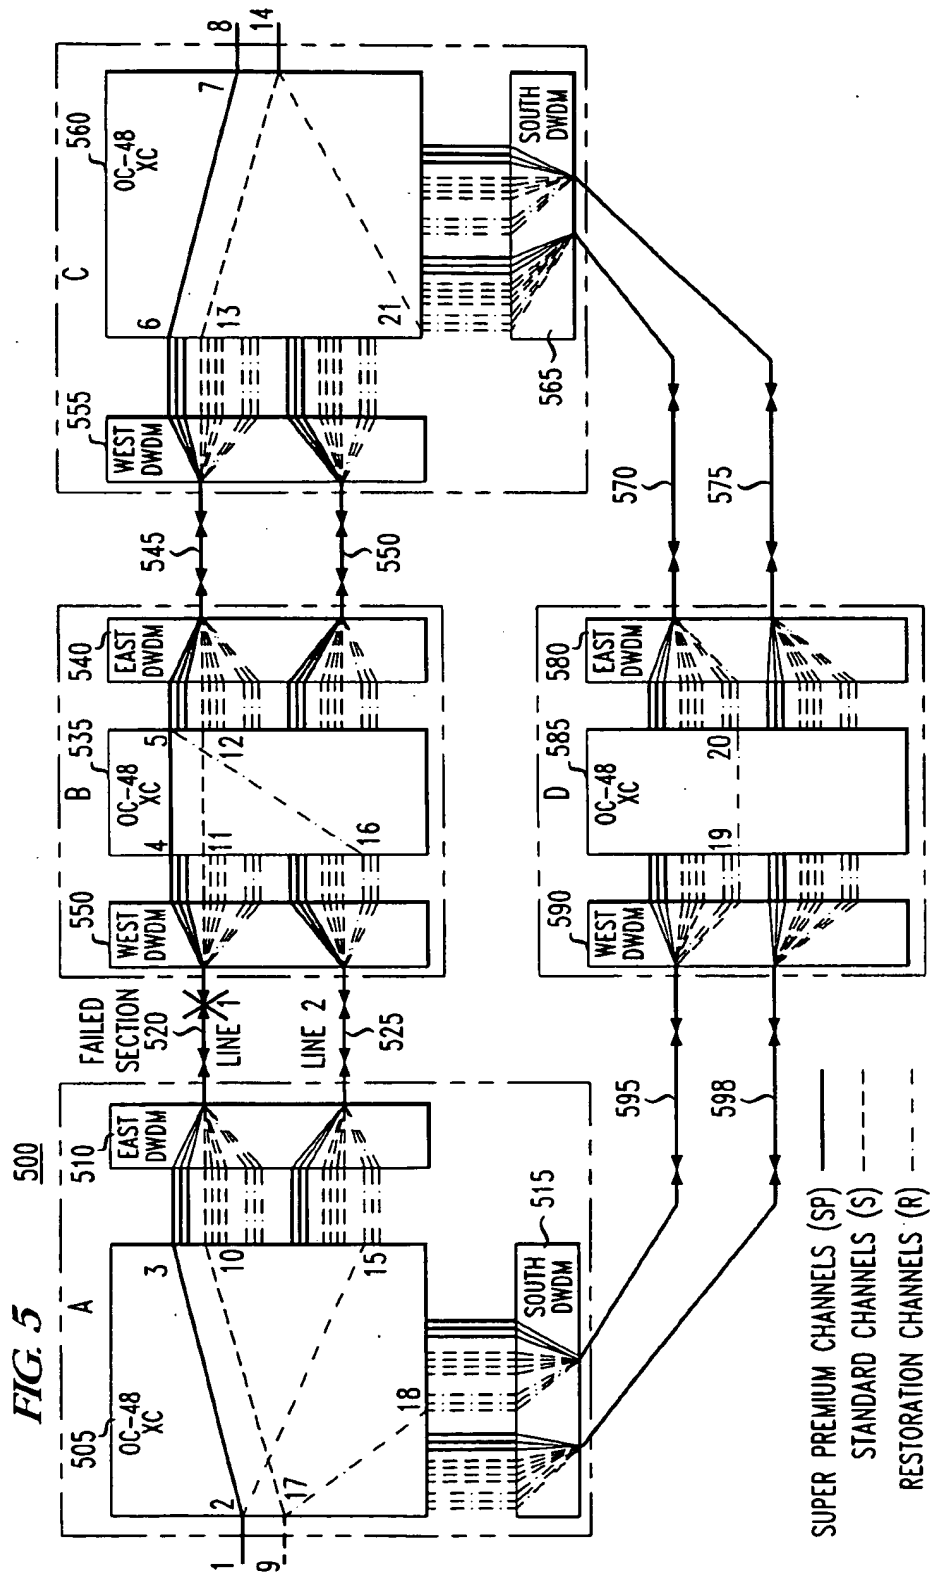 FIG. 5
500
A
505
OC-48
XC
1
2
3
9
10
15
17
18
510
EAST
DWDM
515
SOUTH
DWDM
FAILED
SECTION
520
LINE 1
LINE 2
525
B
550
WEST
DWDM
535
OC-48
XC
4
5
11
12
16
540
EAST
DWDM
545
550
C
555
WEST
DWDM
560
OC-48
XC
6
7
8
13
14
21
565
SOUTH
DWDM
570
575
D
580
EAST
DWDM
585
OC-48
XC
19
20
590
WEST
DWDM
595
598
SUPER PREMIUM CHANNELS (SP)
STANDARD CHANNELS (S)
RESTORATION CHANNELS (R)